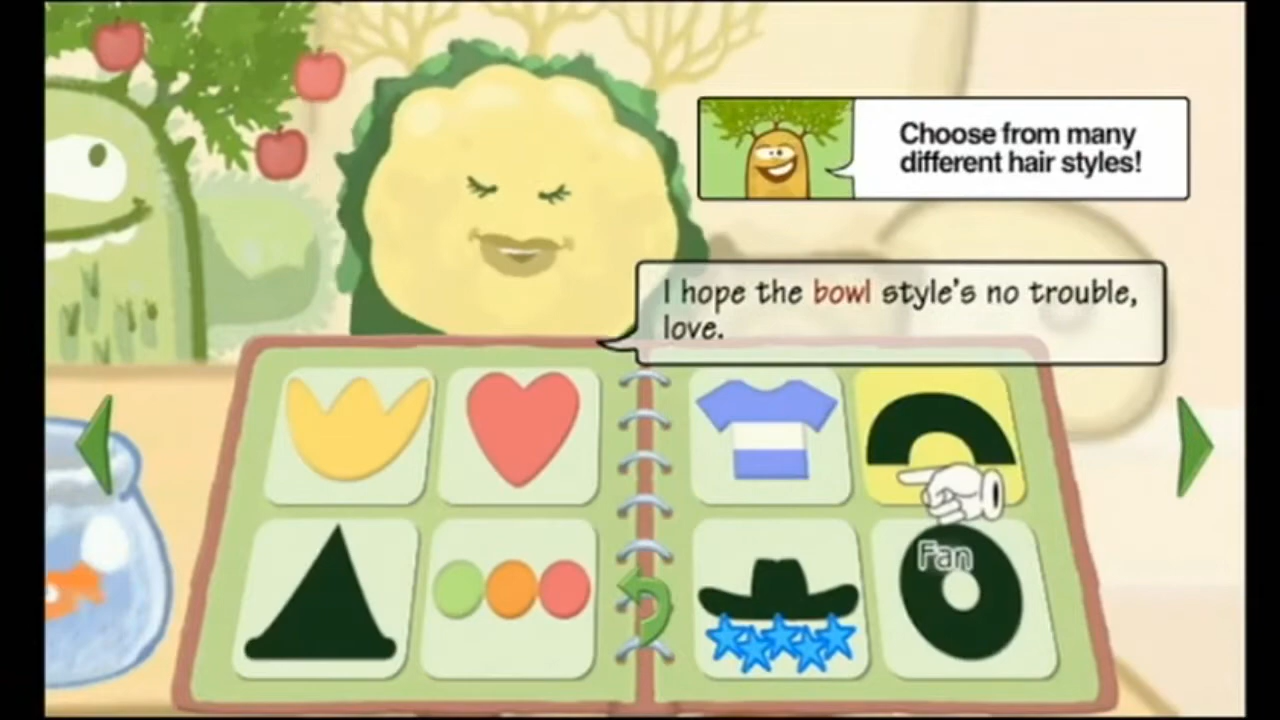 Choose from many
different hair styles!
I hope the bowl style's no trouble,
love.
Fan